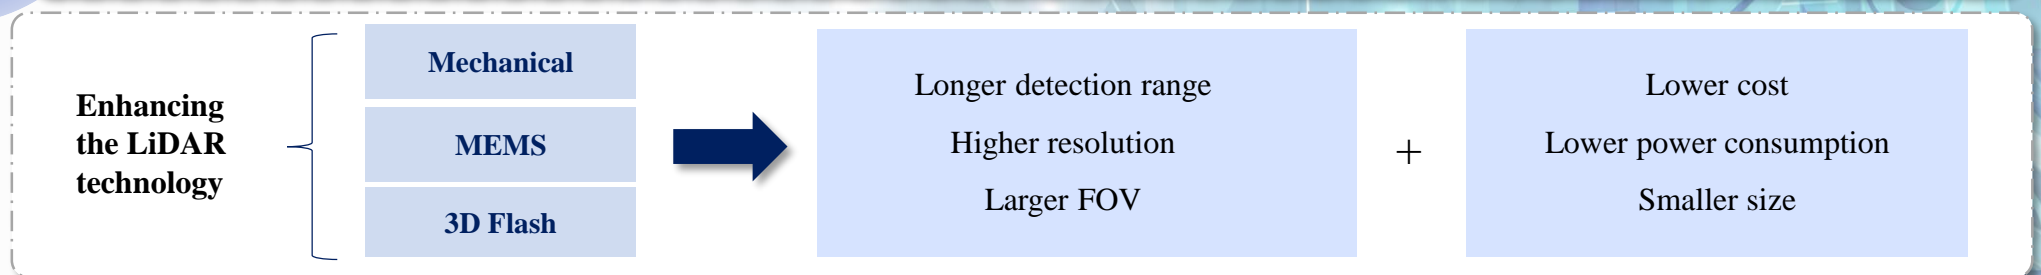 Enhancing
the LiDAR
technology
Mechanical
MEMS
3D Flash
Longer detection range
Higher resolution
Larger FOV
+
Lower cost
Lower power consumption
Smaller size